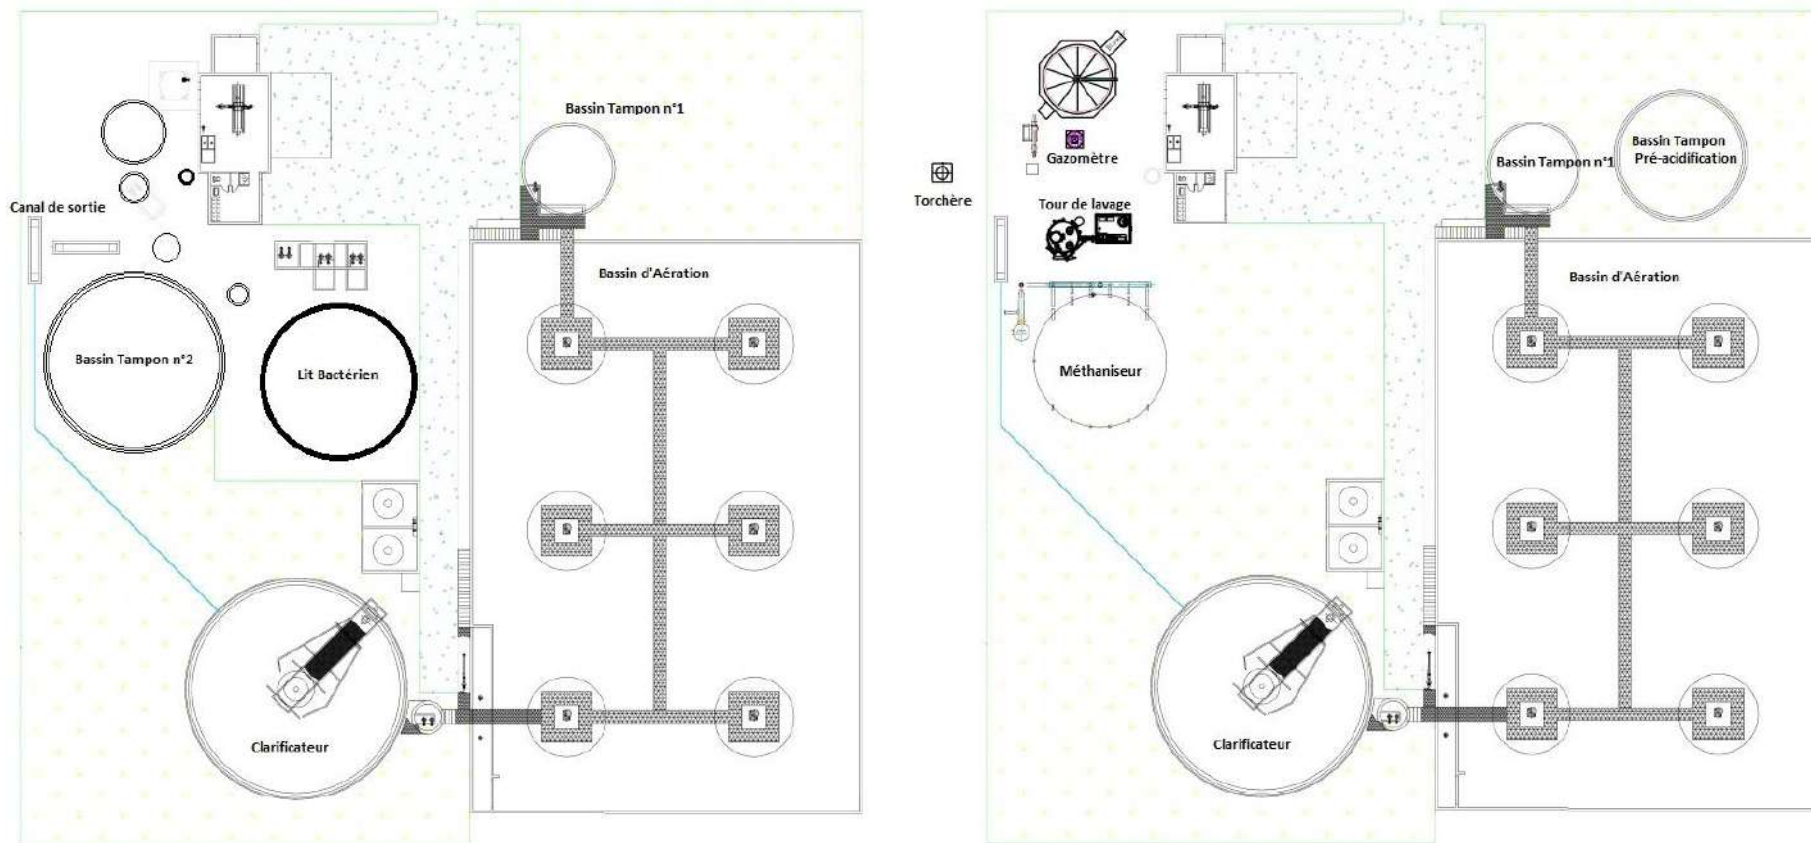 Bassin Tampon n°1
Canal de sortie
Bassin d'Aération
Bassin Tampon n°2
Lit Bactérien
Clarificateur
Gazomètre
Torchère
Tour de lavage
Bassin Tampon n°1
Bassin Tampon
Pré-acidification
Bassin d'Aération
Méthaniseur
Clarificateur